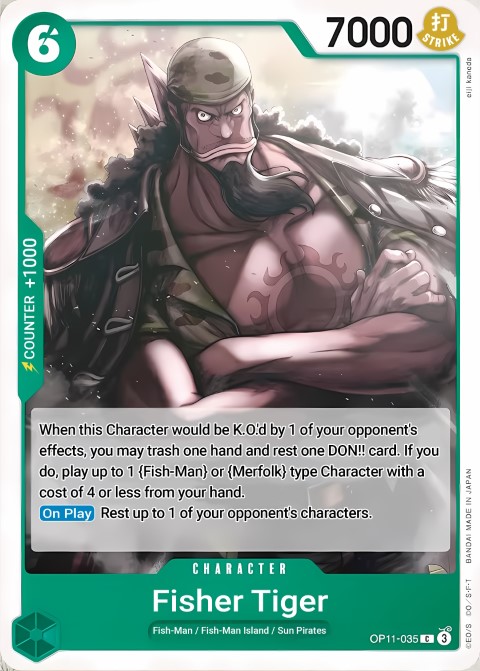 6
7000
打
STRIKE
eiji kaneda
⚡COUNTER +1000
When this Character would be K.O.'d by 1 of your opponent's
effects, you may trash one hand and rest one DON!! card. If you
do, play up to 1 {Fish-Man} or {Merfolk} type Character with a
cost of 4 or less from your hand.
On Play Rest up to 1 of your opponent's characters.
CHARACTER
Fisher Tiger
Fish-Man / Fish-Man Island / Sun Pirates
OP11-035 C 3
©EO/S ©O/S·F·T BANDAI MADE IN JAPAN